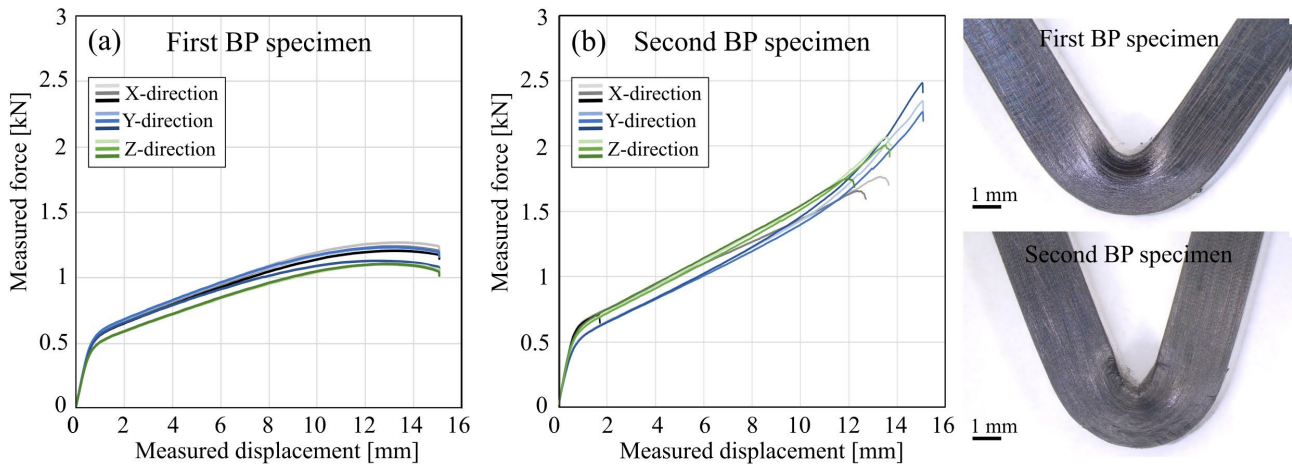 (a) First BP specimen
X-direction
Y-direction
Z-direction
Measured force [kN]
3
2.5
2
1.5
1
0.5
0
0 2 4 6 8 10 12 14 16
Measured displacement [mm]
(b) Second BP specimen
X-direction
Y-direction
Z-direction
Measured force [kN]
3
2.5
2
1.5
1
0.5
0
0 2 4 6 8 10 12 14 16
Measured displacement [mm]
First BP specimen
1 mm
Second BP specimen
1 mm